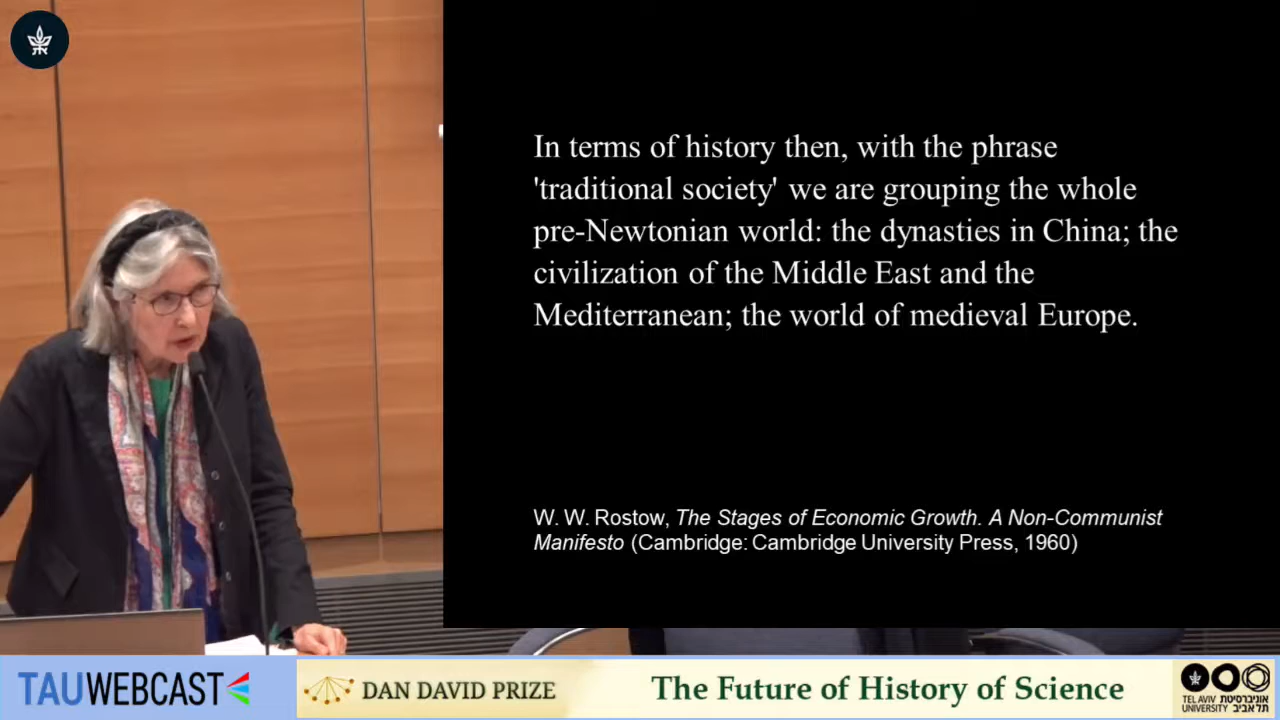 In terms of history then, with the phrase
'traditional society' we are grouping the whole
pre-Newtonian world: the dynasties in China; the
civilization of the Middle East and the
Mediterranean; the world of medieval Europe.
W. W. Rostow, The Stages of Economic Growth. A Non-Communist
Manifesto (Cambridge: Cambridge University Press, 1960)
TAUWEBCAST
DAN DAVID PRIZE
The Future of History of Science
TEL AVIV אוניברסיטת
UNIVERSITY תל אביב